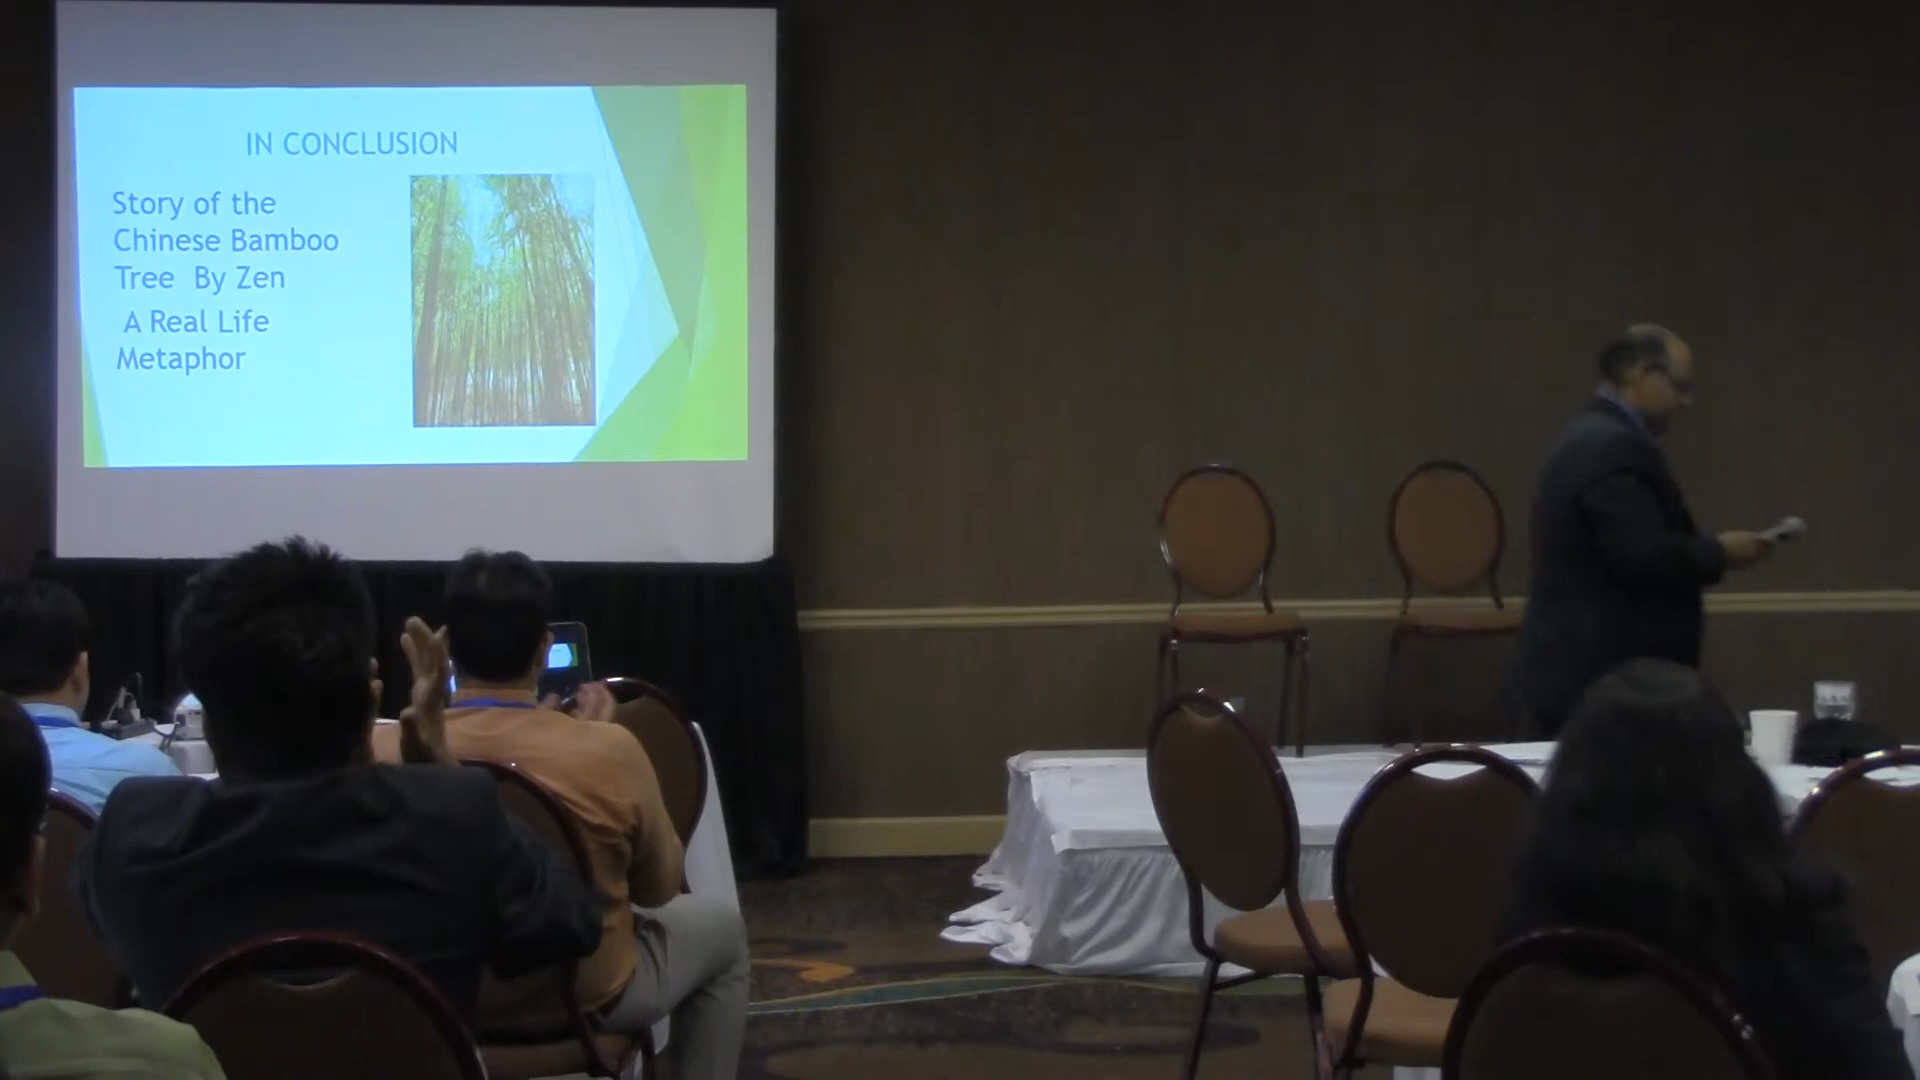 IN CONCLUSION
Story of the
Chinese Bamboo
Tree By Zen
A Real Life
Metaphor